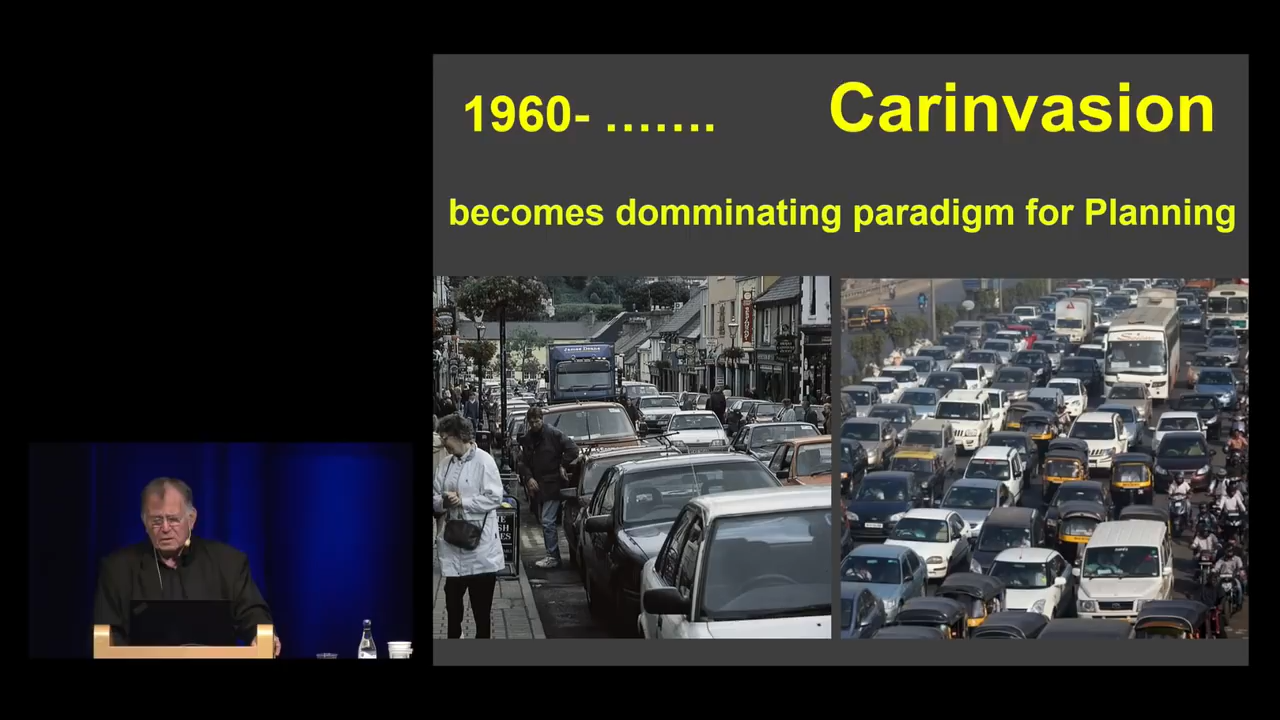 1960- ....... Carinvasion
becomes domminating paradigm for Planning